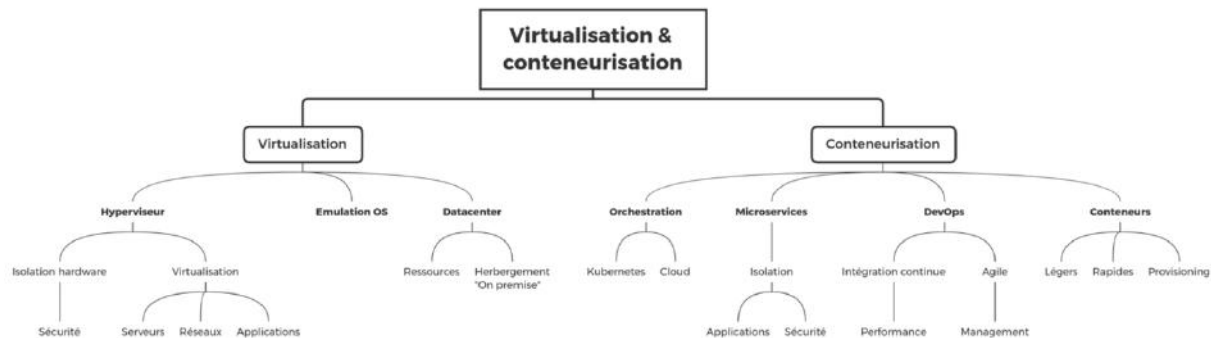 Virtualisation &
conteneurisation
Virtualisation
Conteneurisation
Hyperviseur
Emulation OS
Datacenter
Orchestration
Microservices
DevOps
Conteneurs
Isolation hardware
Virtualisation
Ressources
Herbergement
"On premise"
Kubernetes
Cloud
Isolation
Intégration continue
Agile
Légers
Rapides
Provisioning
Sécurité
Serveurs
Réseaux
Applications
Applications
Sécurité
Performance
Management